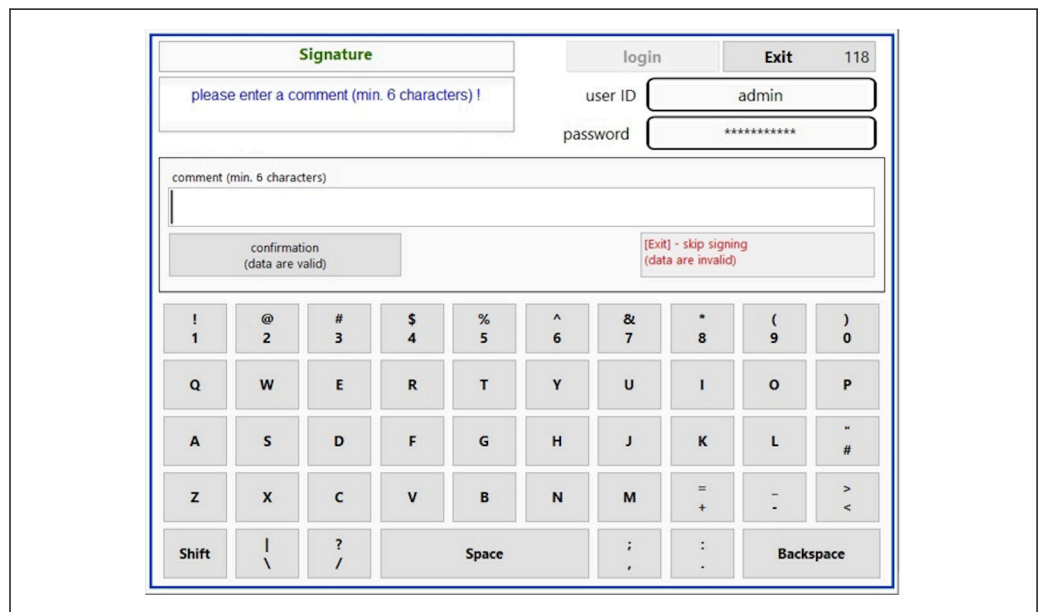 Signature
login
Exit 118
please enter a comment (min. 6 characters) !
user ID admin
password ***********
comment (min. 6 characters)
confirmation
(data are valid)
[Exit] - skip signing
(data are invalid)
! @ # $ % ^ & * ( )
1 2 3 4 5 6 7 8 9 0
Q W E R T Y U I O P
A S D F G H J K L "
#
Z X C V B N M = _ >
+ - <
Shift | ? Space ; : Backspace
\ / , .